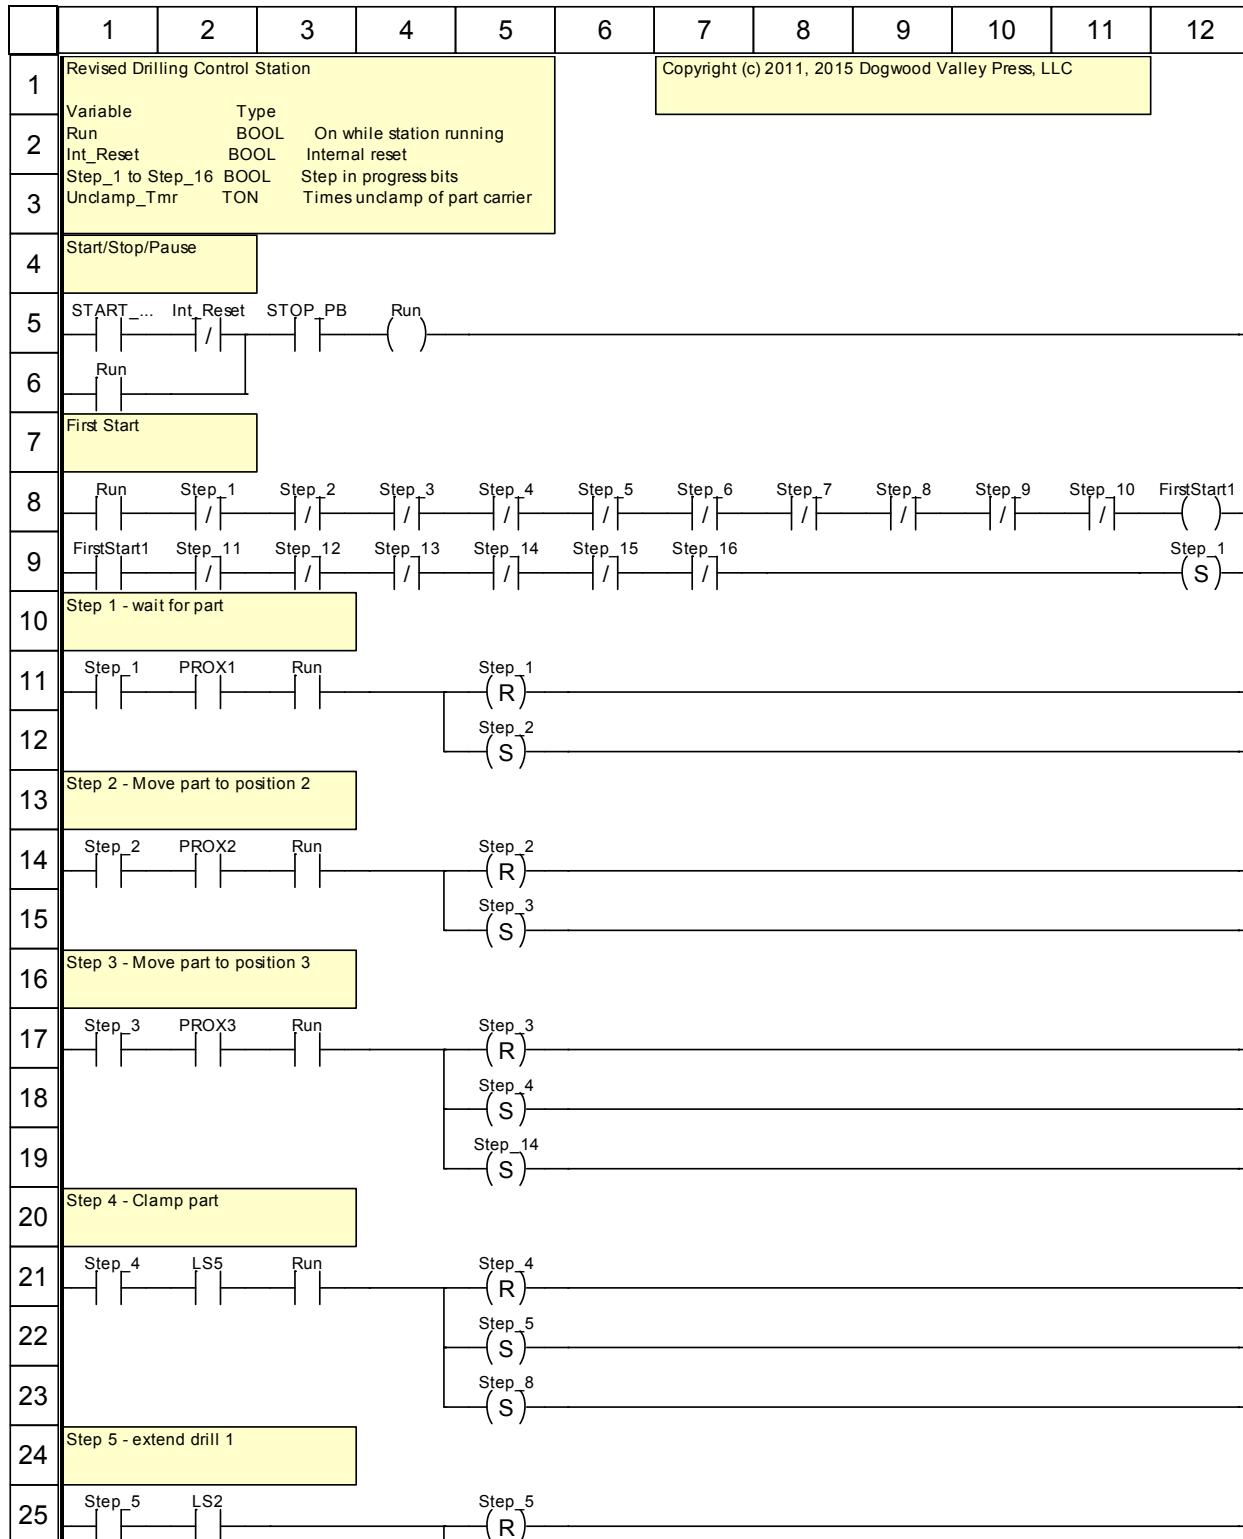 1 2 3 4 5 6 7 8 9 10 11 12
1
Revised Drilling Control Station
Copyright (c) 2011, 2015 Dogwood Valley Press, LLC
Variable Type
2
Run BOOL On while station running
Int_Reset BOOL Internal reset
Step_1 to Step_16 BOOL Step in progress bits
3
Unclamp_Tmr TON Times unclamp of part carrier
4
Start/Stop/Pause
5
START_... Int_Reset STOP_PB Run
/
6
Run
7
First Start
8
Run Step_1 Step_2 Step_3 Step_4 Step_5 Step_6 Step_7 Step_8 Step_9 Step_10 FirstStart1
/ / / / / / / / / /
9
FirstStart1 Step_11 Step_12 Step_13 Step_14 Step_15 Step_16 Step_1
/ / / / / / S
10
Step 1 - wait for part
11
Step_1 PROX1 Run Step_1
R
12
Step_2
S
13
Step 2 - Move part to position 2
14
Step_2 PROX2 Run Step_2
R
15
Step_3
S
16
Step 3 - Move part to position 3
17
Step_3 PROX3 Run Step_3
R
18
Step_4
S
19
Step_14
S
20
Step 4 - Clamp part
21
Step_4 LS5 Run Step_4
R
22
Step_5
S
23
Step_8
S
24
Step 5 - extend drill 1
25
Step_5 LS2 Step_5
R